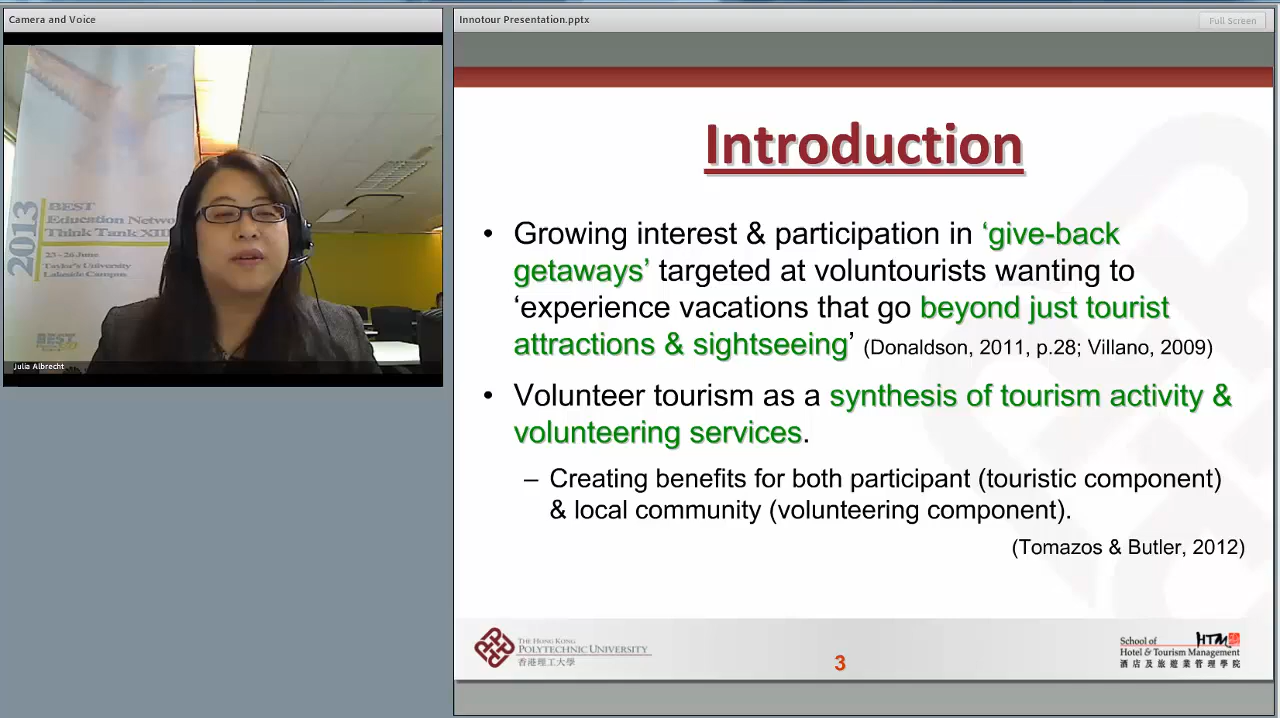 Camera and Voice
2013
BEST
Education Netwo
Think Tank XIII
23 - 26 June
Taylor's University
Lakeside Campus
BEST
Julia Albrecht
Innotour Presentation.pptx
Full Screen
Introduction
• Growing interest & participation in ‘give-back
getaways’ targeted at voluntourists wanting to
‘experience vacations that go beyond just tourist
attractions & sightseeing’ (Donaldson, 2011, p.28; Villano, 2009)
• Volunteer tourism as a synthesis of tourism activity &
volunteering services.
– Creating benefits for both participant (touristic component)
& local community (volunteering component).
(Tomazos & Butler, 2012)
THE HONG KONG
POLYTECHNIC UNIVERSITY
香港理工大學
3
School of HTM
Hotel & Tourism Management
酒店及旅遊業管理學院